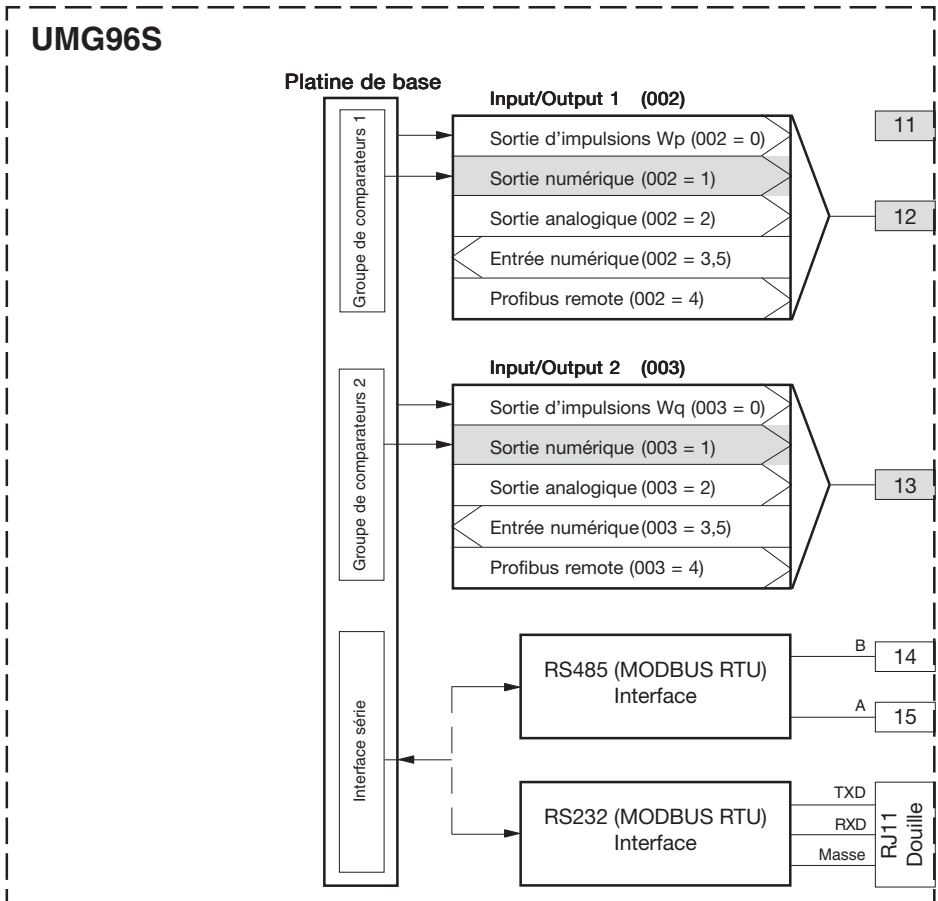 UMG96S
Platine de base
Groupe de comparateurs 1
Input/Output 1 (002)
Sortie d'impulsions Wp (002 = 0)
Sortie numérique (002 = 1)
Sortie analogique (002 = 2)
Entrée numérique (002 = 3,5)
Profibus remote (002 = 4)
11
12
Groupe de comparateurs 2
Input/Output 2 (003)
Sortie d'impulsions Wq (003 = 0)
Sortie numérique (003 = 1)
Sortie analogique (003 = 2)
Entrée numérique (003 = 3,5)
Profibus remote (003 = 4)
13
Interface série
RS485 (MODBUS RTU)
Interface
B
14
A
15
RS232 (MODBUS RTU)
Interface
TXD
RXD
Masse
RJ11
Douille